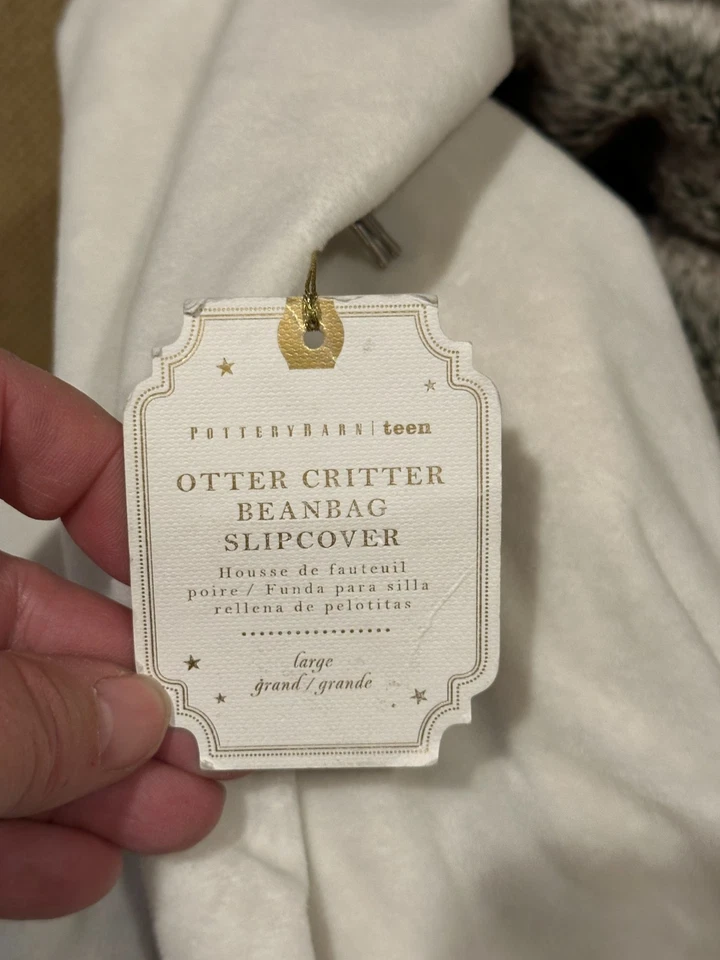 POTTERYBARN | teen
OTTER CRITTER
BEANBAG
SLIPCOVER
Housse de fauteuil
poire / Funda para silla
rellena de pelotitas
large
grand / grande